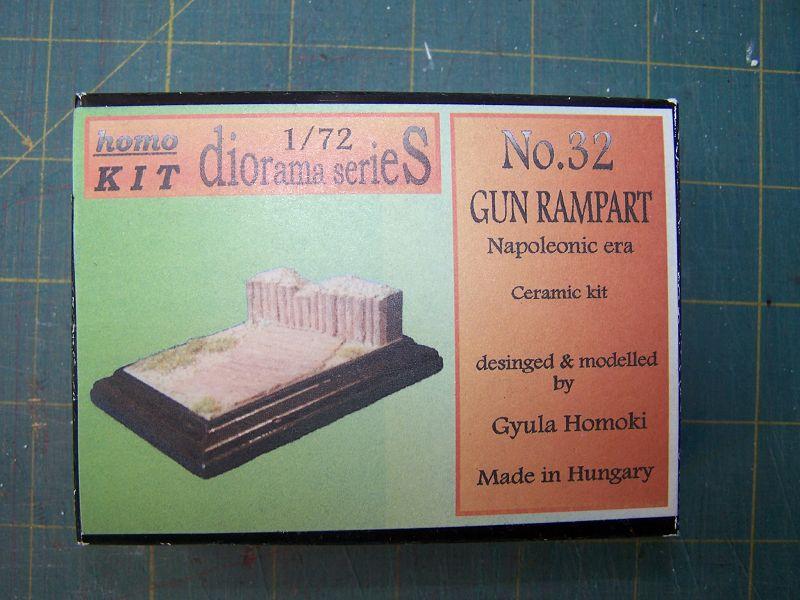 homo
KIT
1/72
diorama serieS
No.32
GUN RAMPART
Napoleonic era
Ceramic kit
desinged & modelled
by
Gyula Homoki
Made in Hungary